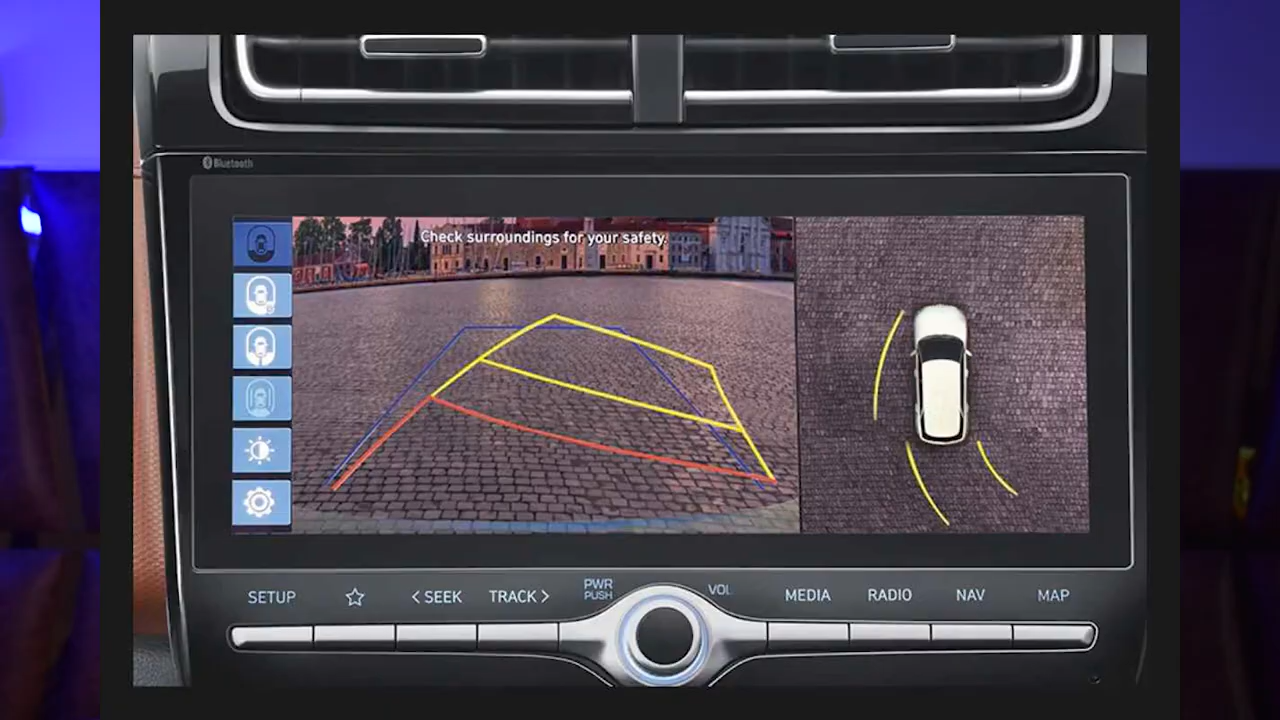 Bluetooth
Check surroundings for your safety.
SETUP
< SEEK
TRACK >
PWR
PUSH
VOL
MEDIA
RADIO
NAV
MAP